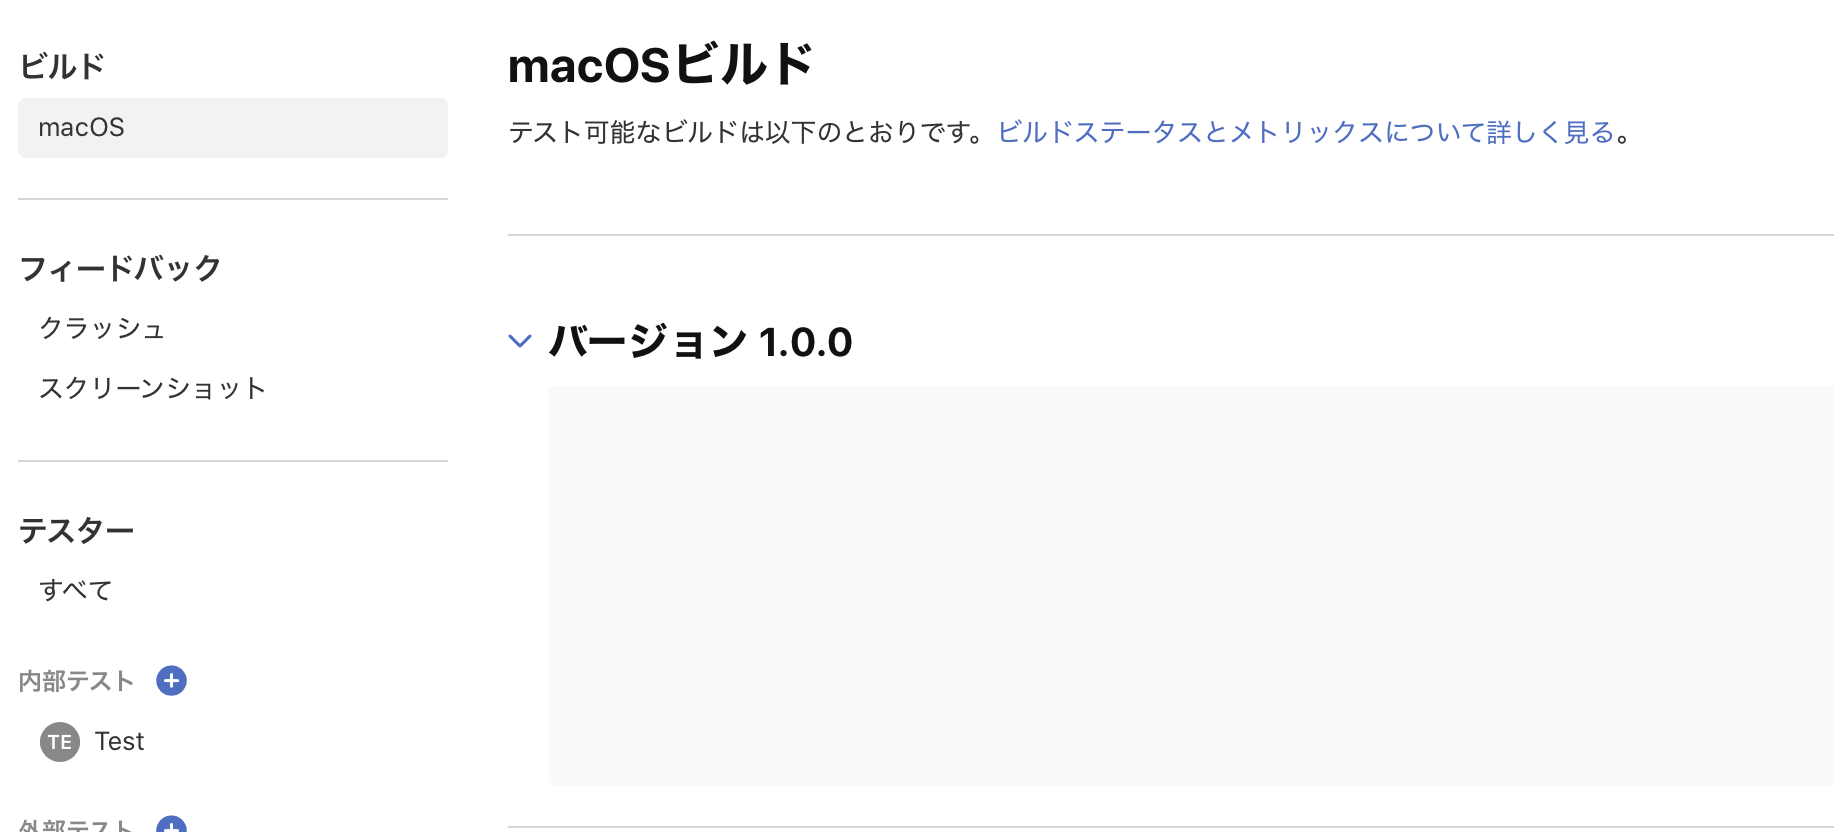 ビルド
macOS
フィードバック
クラッシュ
スクリーンショット
テスター
すべて
内部テスト
TE Test
外部テスト
macOSビルド
テスト可能なビルドは以下のとおりです。ビルドステータスとメトリックスについて詳しく見る。
バージョン 1.0.0